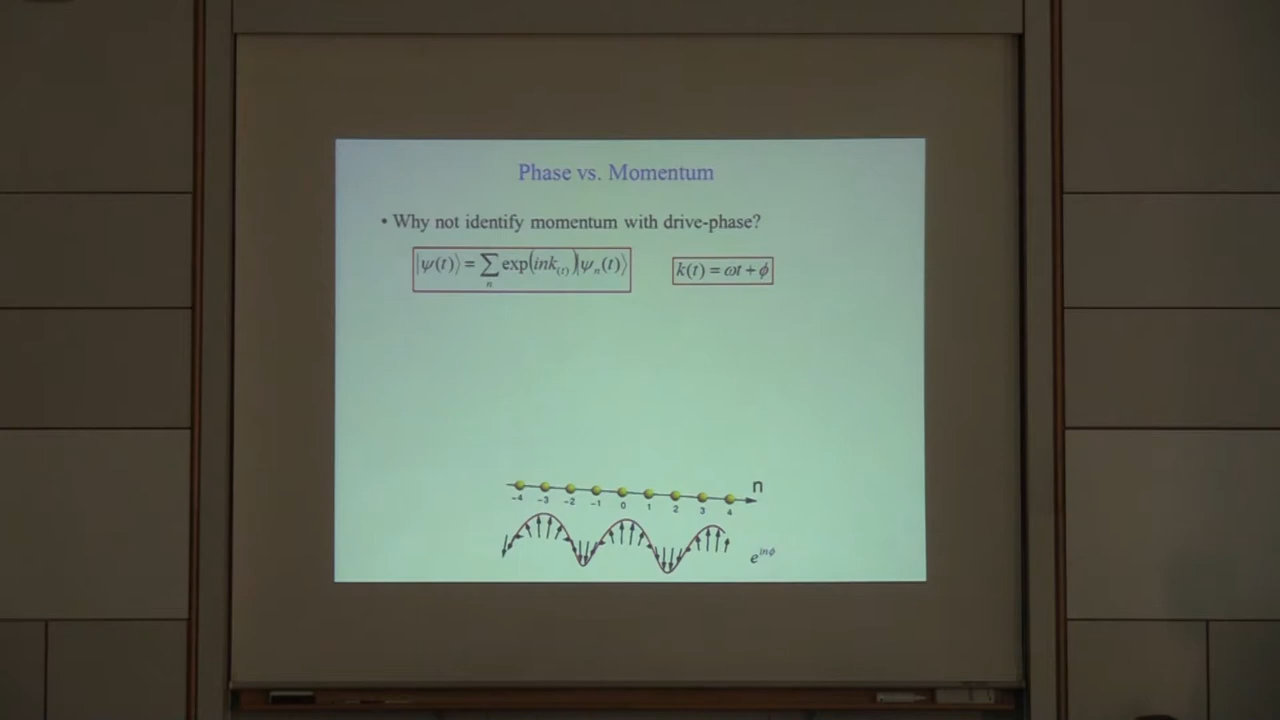 Phase vs. Momentum
• Why not identify momentum with drive-phase?
|ψ(t)⟩ = ∑ₙ exp(ink₍ₜ₎)|ψₙ(t)⟩ k(t) = ωt + ϕ
n
-4 -3 -2 -1 0 1 2 3 4
e^{inϕ}